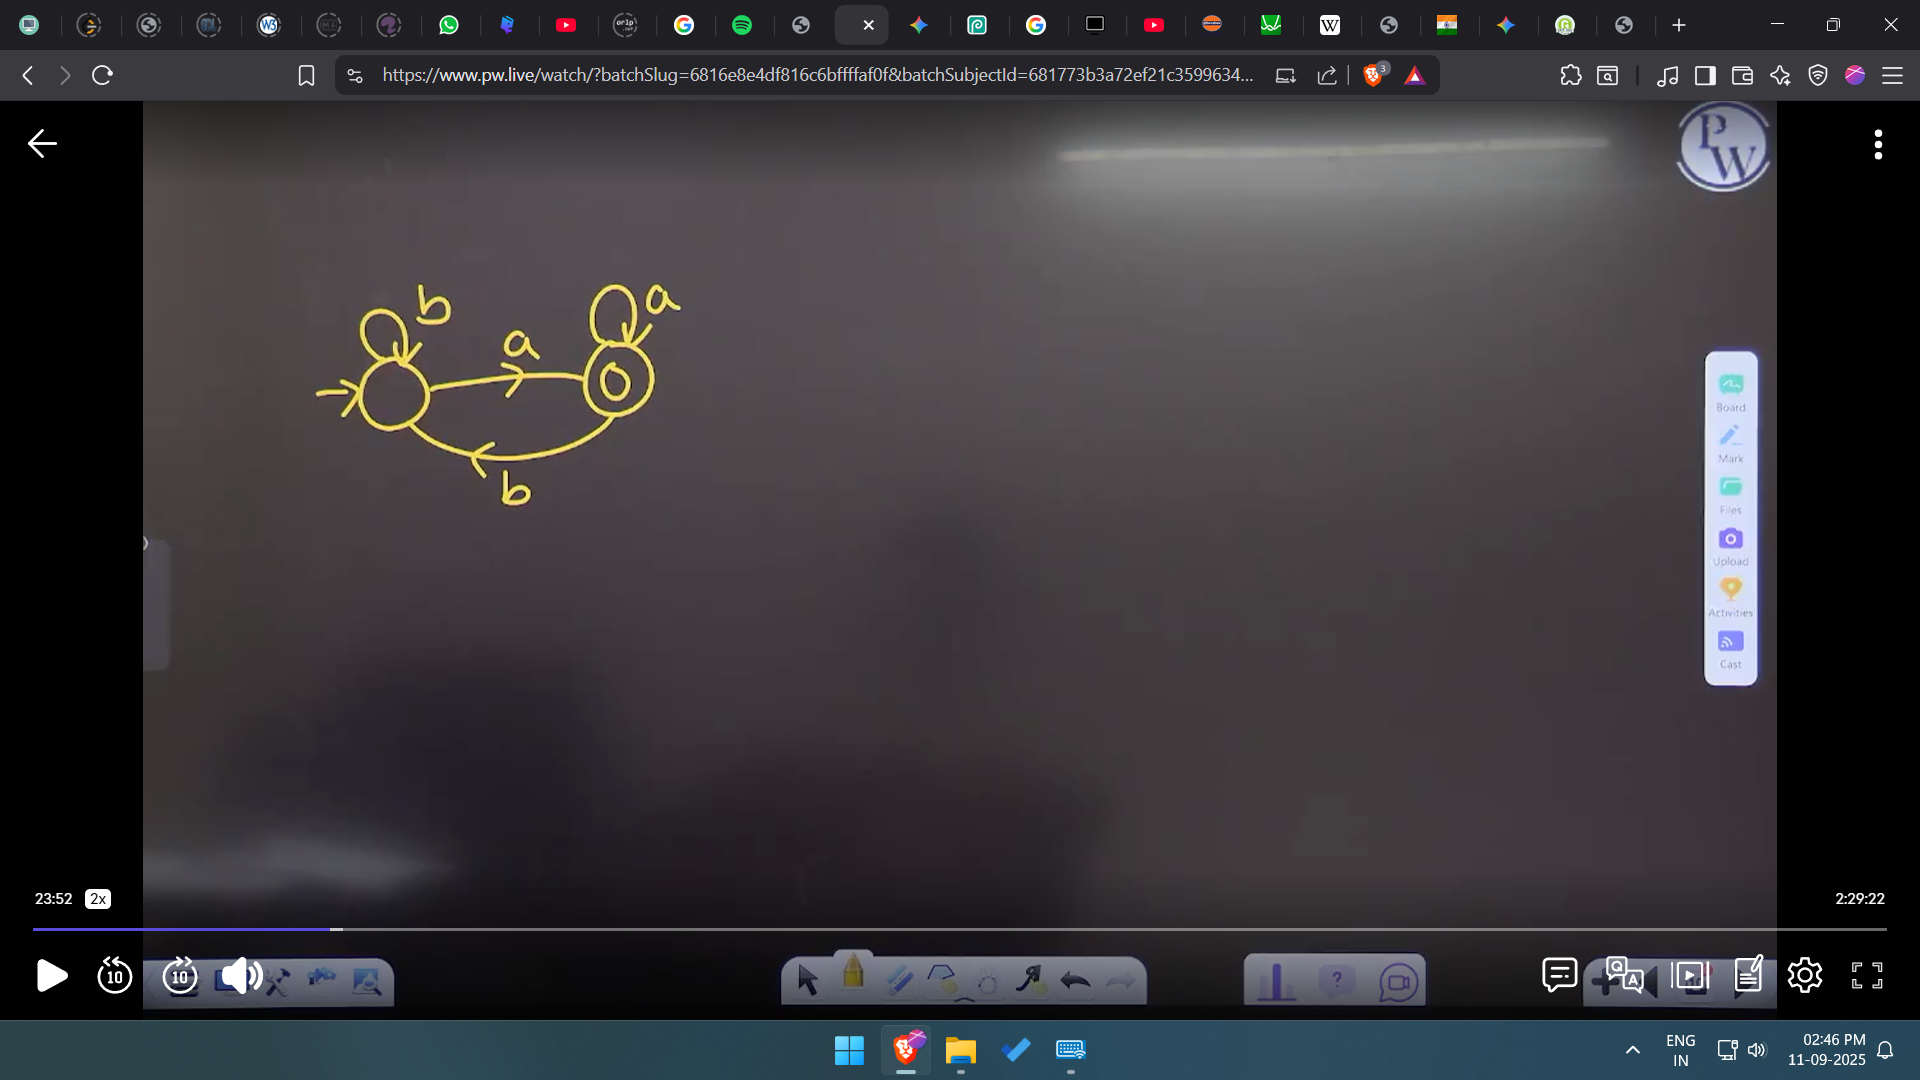 https://www.pw.live/watch/?batchSlug=6816e8e4df816c6bffffaf0f&batchSubjectId=681773b3a72ef21c3599634...
3
P
W
b
a
a
b
Board
Mark
Files
Upload
Activities
Cast
23:52
2x
2:29:22
10
10
ENG
IN
02:46 PM
11-09-2025